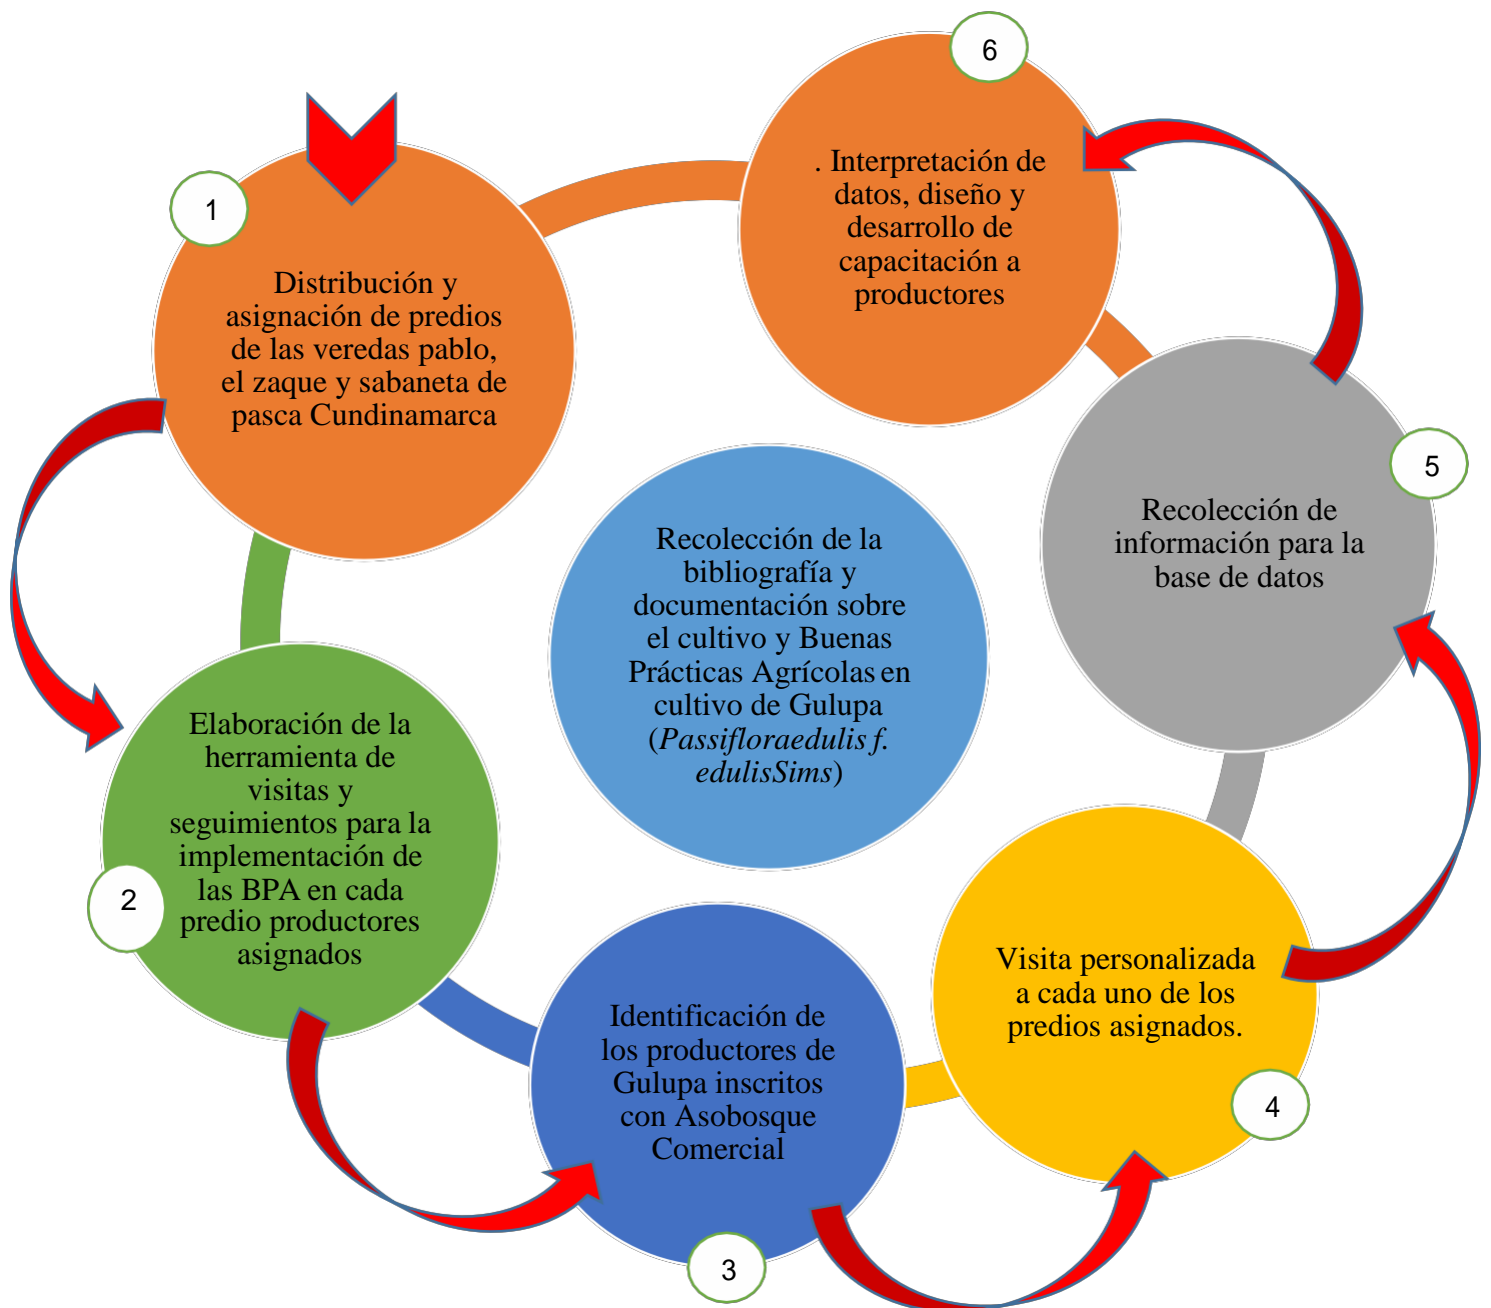 1
Distribución y
asignación de predios
de las veredas pablo,
el zaque y sabaneta de
pasca Cundinamarca
2
Elaboración de la
herramienta de
visitas y
seguimientos para la
implementación de
las BPA en cada
predio productores
asignados
3
Identificación de
los productores de
Gulupa inscritos
con Asobosque
Comercial
4
Visita personalizada
a cada uno de los
predios asignados.
5
Recolección de
información para la
base de datos
6
. Interpretación de
datos, diseño y
desarrollo de
capacitación a
productores
Recolección de la
bibliografía y
documentación sobre
el cultivo y Buenas
Prácticas Agrícolas en
cultivo de Gulupa
(Passifloraedulis f.
edulisSims)